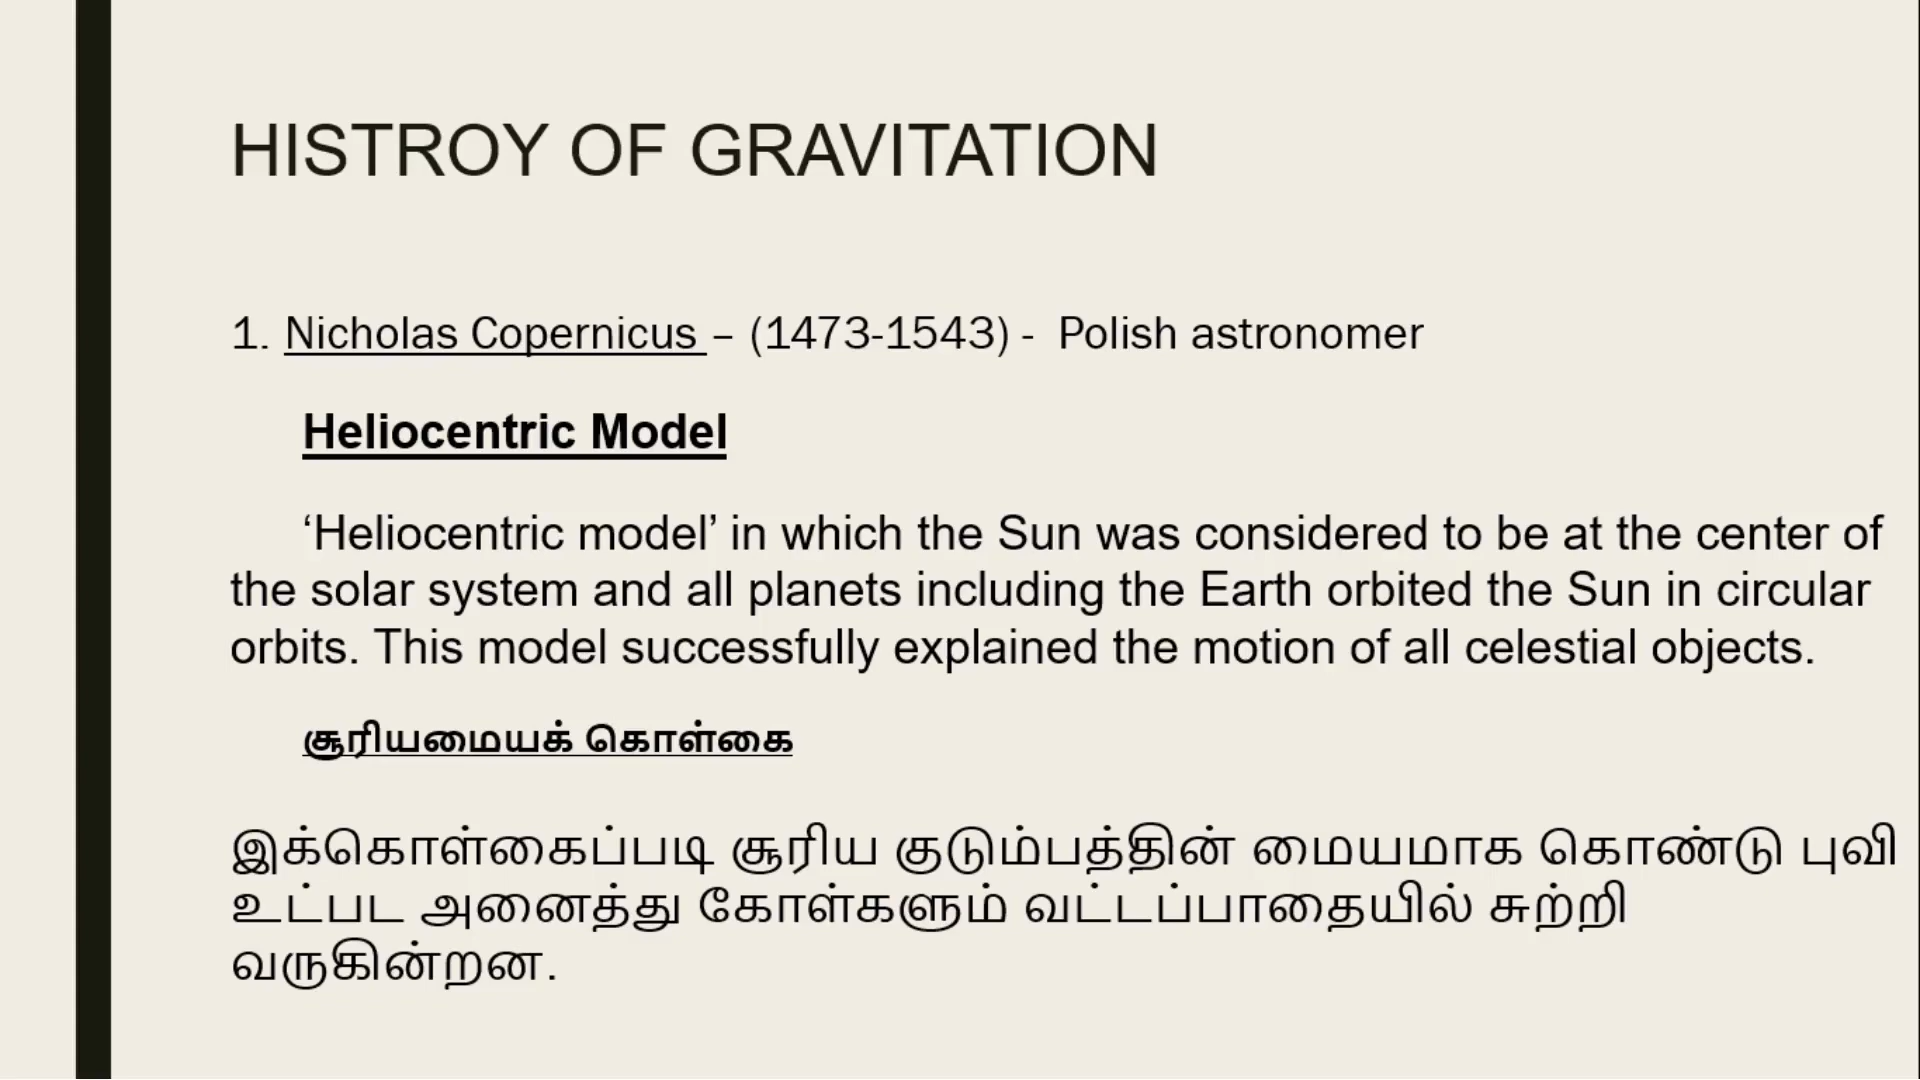 HISTROY OF GRAVITATION
1. Nicholas Copernicus – (1473-1543) - Polish astronomer
Heliocentric Model
‘Heliocentric model’ in which the Sun was considered to be at the center of
the solar system and all planets including the Earth orbited the Sun in circular
orbits. This model successfully explained the motion of all celestial objects.
சூரியமையக் கொள்கை
இக்கொள்கைப்படி சூரிய குடும்பத்தின் மையமாக கொண்டு புவி
உட்பட அனைத்து கோள்களும் வட்டப்பாதையில் சுற்றி
வருகின்றன.